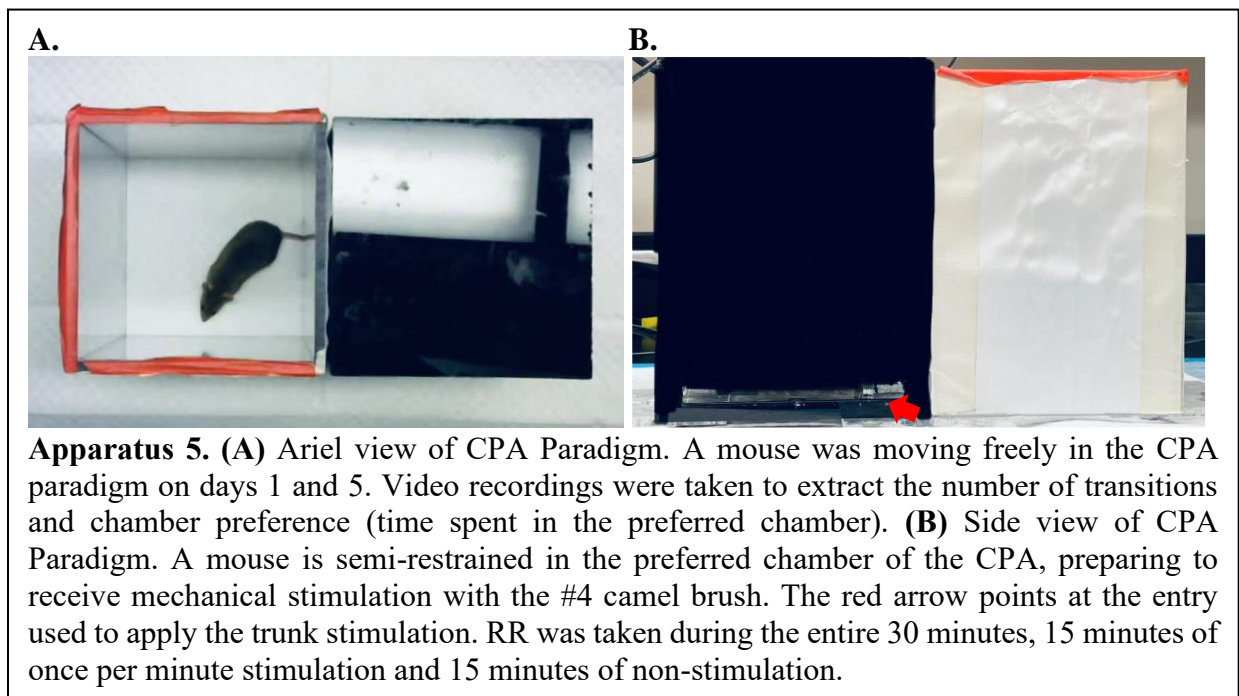 A.
B.
Apparatus 5. (A) Ariel view of CPA Paradigm. A mouse was moving freely in the CPA
paradigm on days 1 and 5. Video recordings were taken to extract the number of transitions
and chamber preference (time spent in the preferred chamber). (B) Side view of CPA
Paradigm. A mouse is semi-restrained in the preferred chamber of the CPA, preparing to
receive mechanical stimulation with the #4 camel brush. The red arrow points at the entry
used to apply the trunk stimulation. RR was taken during the entire 30 minutes, 15 minutes of
once per minute stimulation and 15 minutes of non-stimulation.